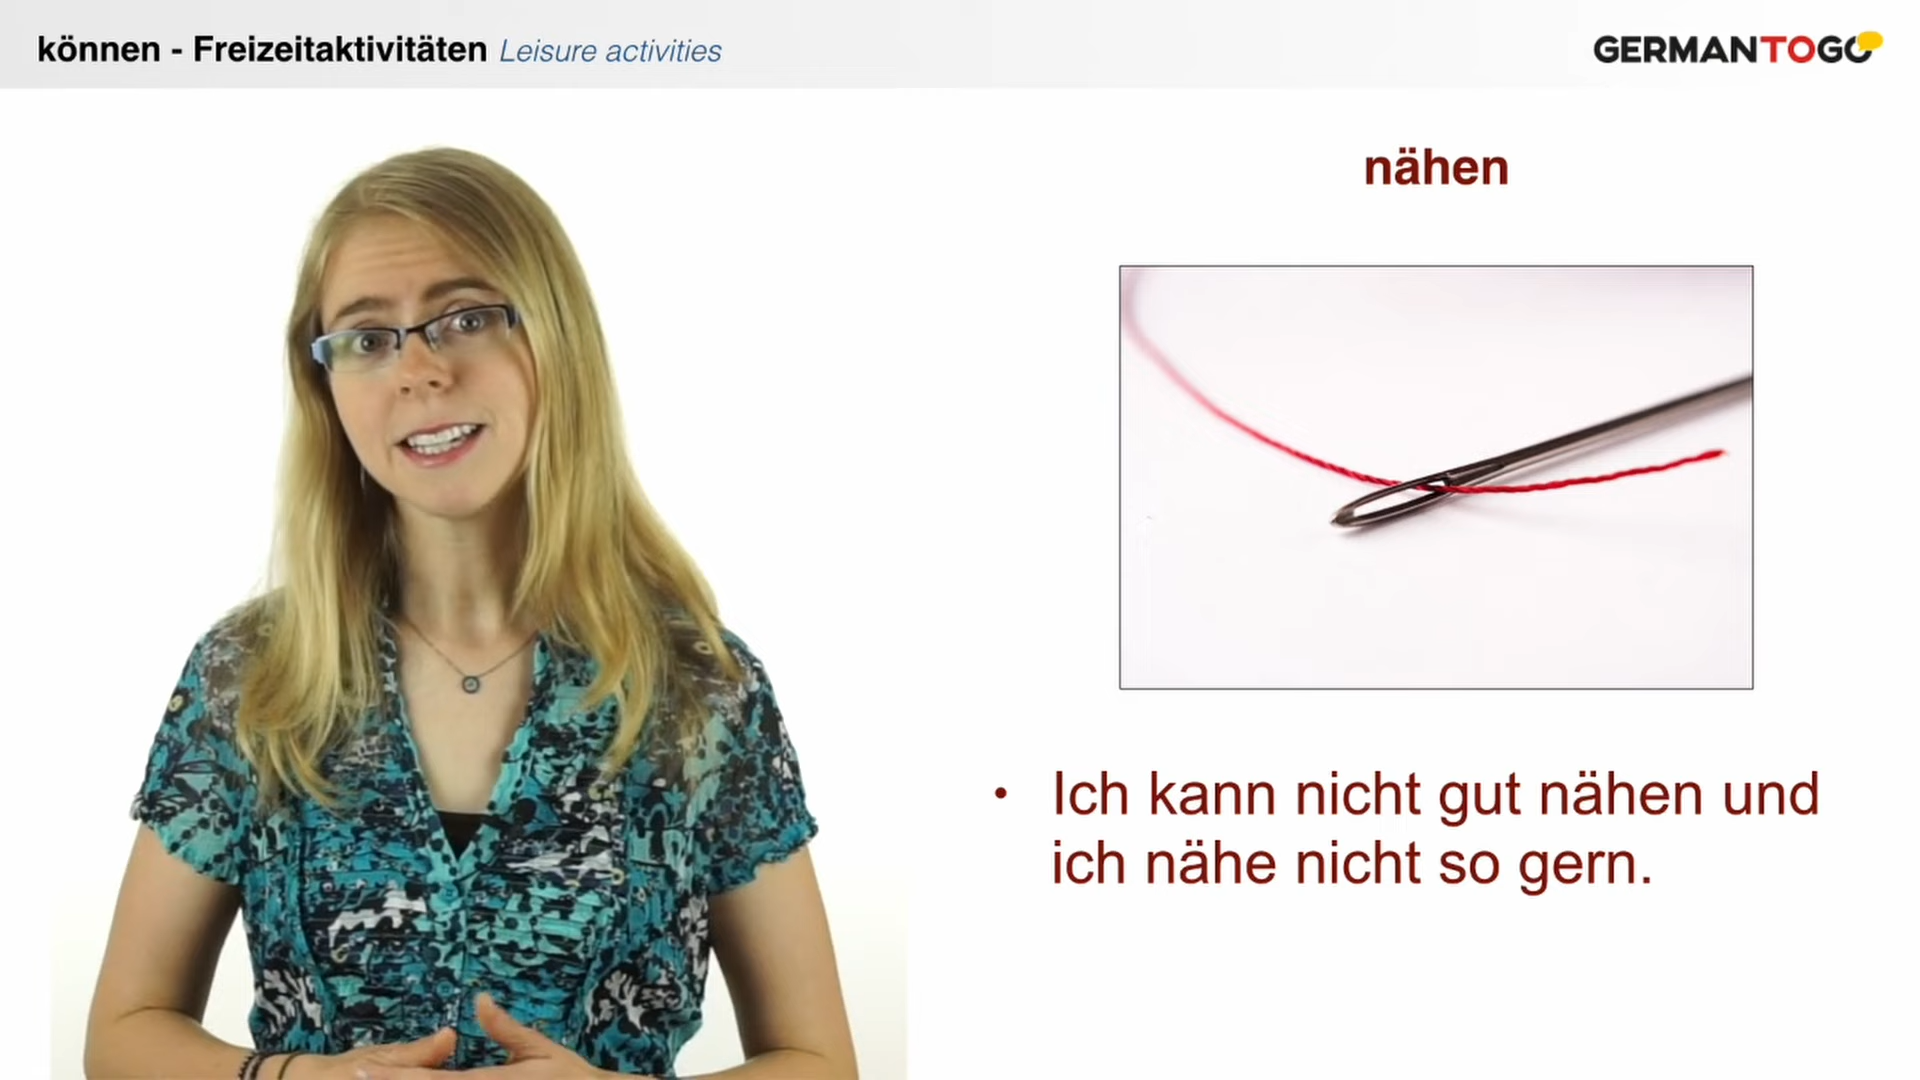 können - Freizeitaktivitäten Leisure activities
GERMANTOGO
nähen
• Ich kann nicht gut nähen und
ich nähe nicht so gern.